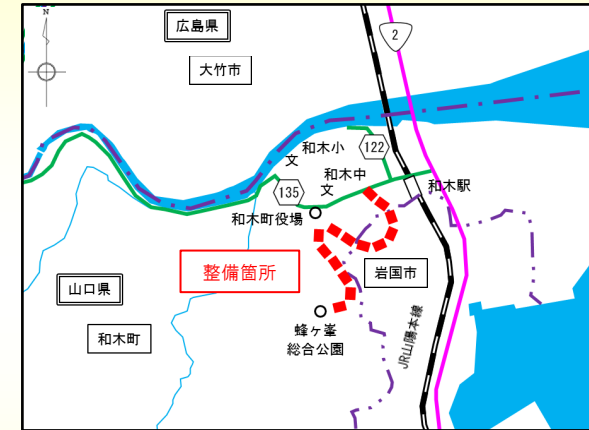 N
広島県
2
大竹市
和木小
文
122
和木中
文
135
和木駅
和木町役場
整備箇所
岩国市
山口県
和木町
蜂ヶ峯
総合公園
JR山陽本線